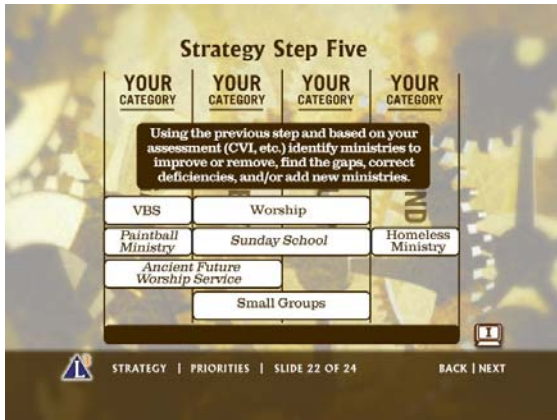 Strategy Step Five
YOUR YOUR YOUR YOUR
CATEGORY CATEGORY CATEGORY CATEGORY
Using the previous step and based on your
assessment (CVI, etc.) identify ministries to
improve or remove, find the gaps, correct
deficiencies, and/or add new ministries.
VBS Worship
Paintball
Ministry
Sunday School
Homeless
Ministry
Ancient Future
Worship Service
Small Groups
I
L
STRATEGY | PRIORITIES | SLIDE 22 OF 24 BACK | NEXT